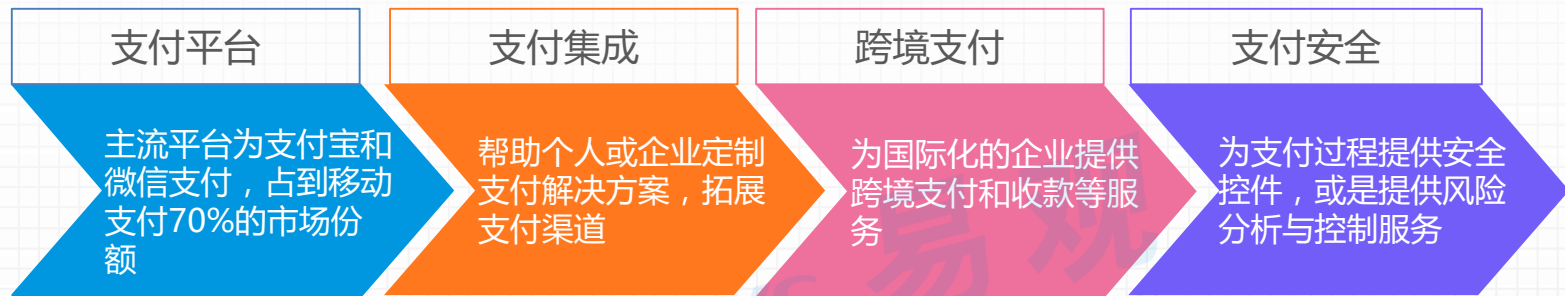 支付平台
支付集成
跨境支付
支付安全
主流平台为支付宝和
微信支付，占到移动
支付70%的市场份
额
帮助个人或企业定制
支付解决方案，拓展
支付渠道
为国际化的企业提供
跨境支付和收款等服
务
为支付过程提供安全
控件，或是提供风险
分析与控制服务
易观